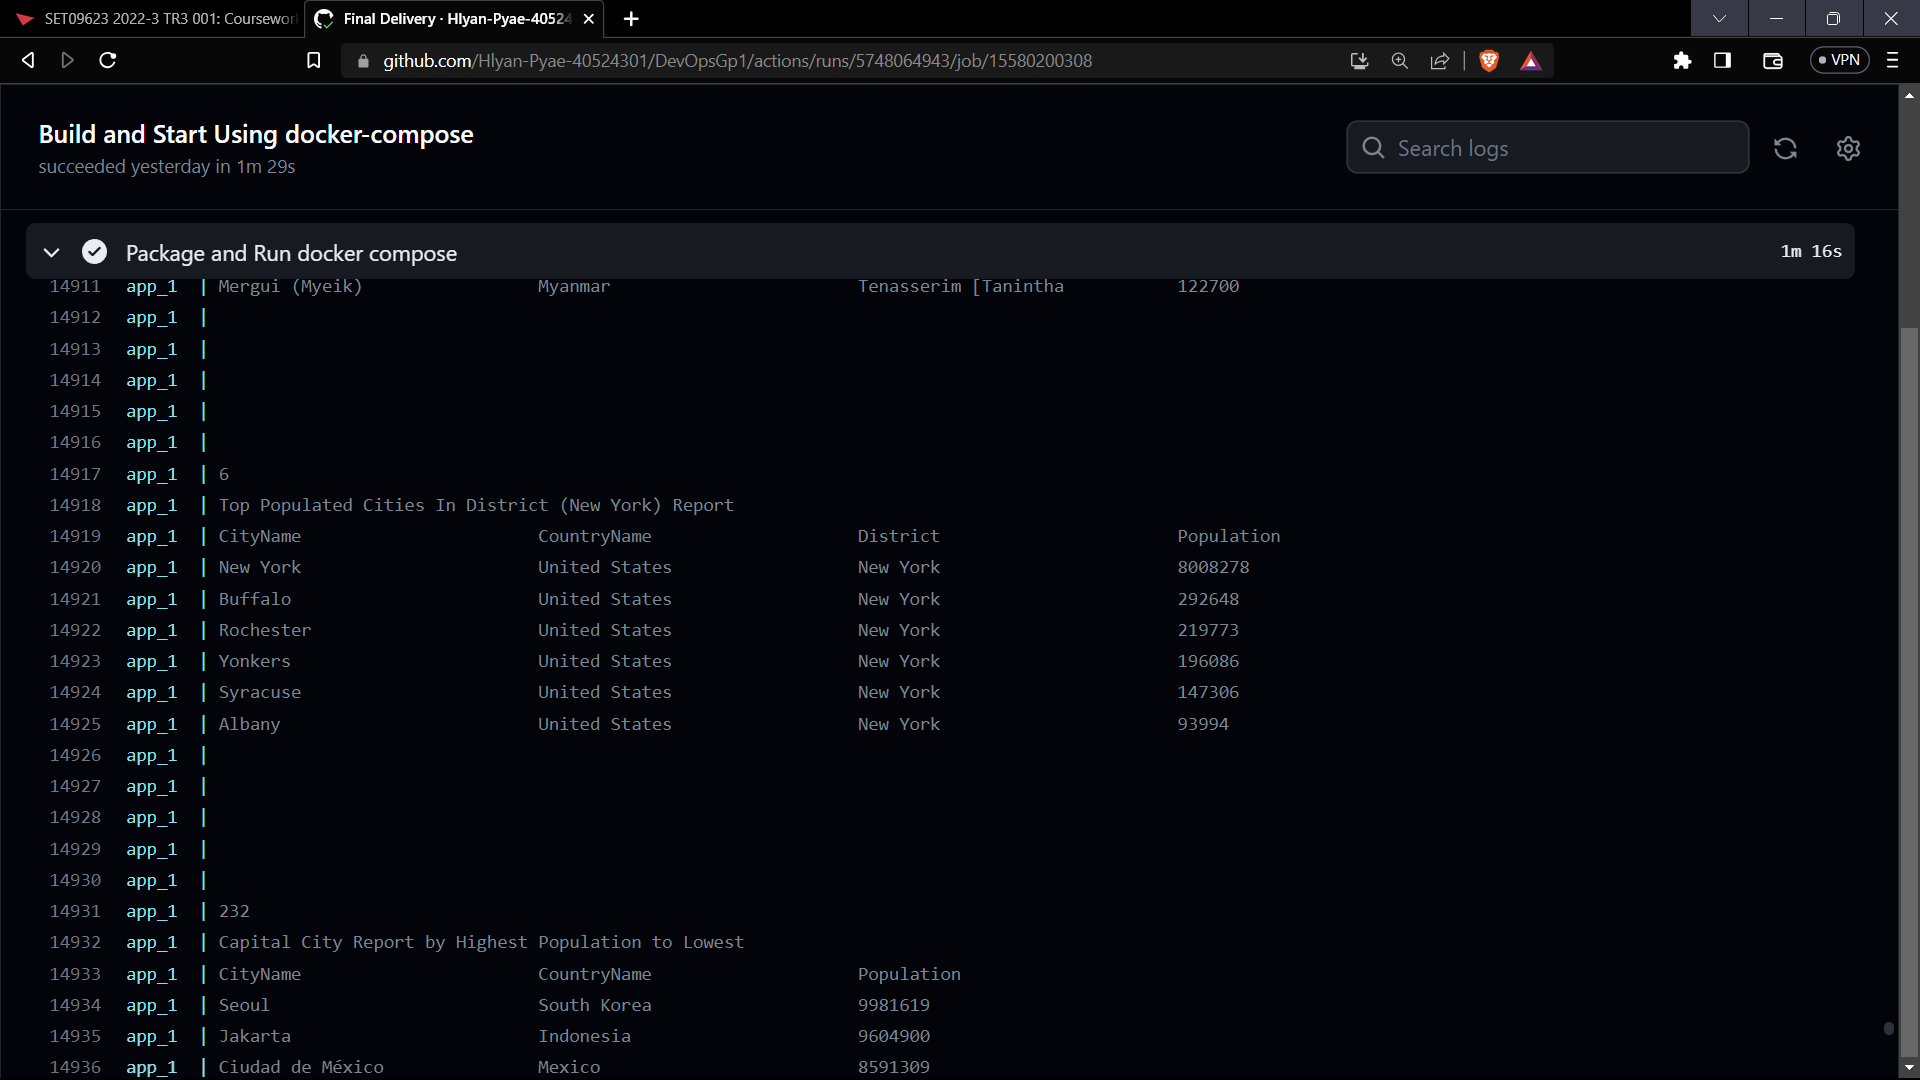 SET09623 2022-3 TR3 001: Coursework
Final Delivery · Hlyan-Pyae-40524
github.com/Hlyan-Pyae-40524301/DevOpsGp1/actions/runs/5748064943/job/15580200308
VPN
Build and Start Using docker-compose
succeeded yesterday in 1m 29s
Search logs
Package and Run docker compose 1m 16s
14911 app_1 | Mergui (Myeik) Myanmar Tenasserim [Tanintha 122700
14912 app_1 |
14913 app_1 |
14914 app_1 |
14915 app_1 |
14916 app_1 |
14917 app_1 | 6
14918 app_1 | Top Populated Cities In District (New York) Report
14919 app_1 | CityName CountryName District Population
14920 app_1 | New York United States New York 8008278
14921 app_1 | Buffalo United States New York 292648
14922 app_1 | Rochester United States New York 219773
14923 app_1 | Yonkers United States New York 196086
14924 app_1 | Syracuse United States New York 147306
14925 app_1 | Albany United States New York 93994
14926 app_1 |
14927 app_1 |
14928 app_1 |
14929 app_1 |
14930 app_1 |
14931 app_1 | 232
14932 app_1 | Capital City Report by Highest Population to Lowest
14933 app_1 | CityName CountryName Population
14934 app_1 | Seoul South Korea 9981619
14935 app_1 | Jakarta Indonesia 9604900
14936 app_1 | Ciudad de México Mexico 8591309